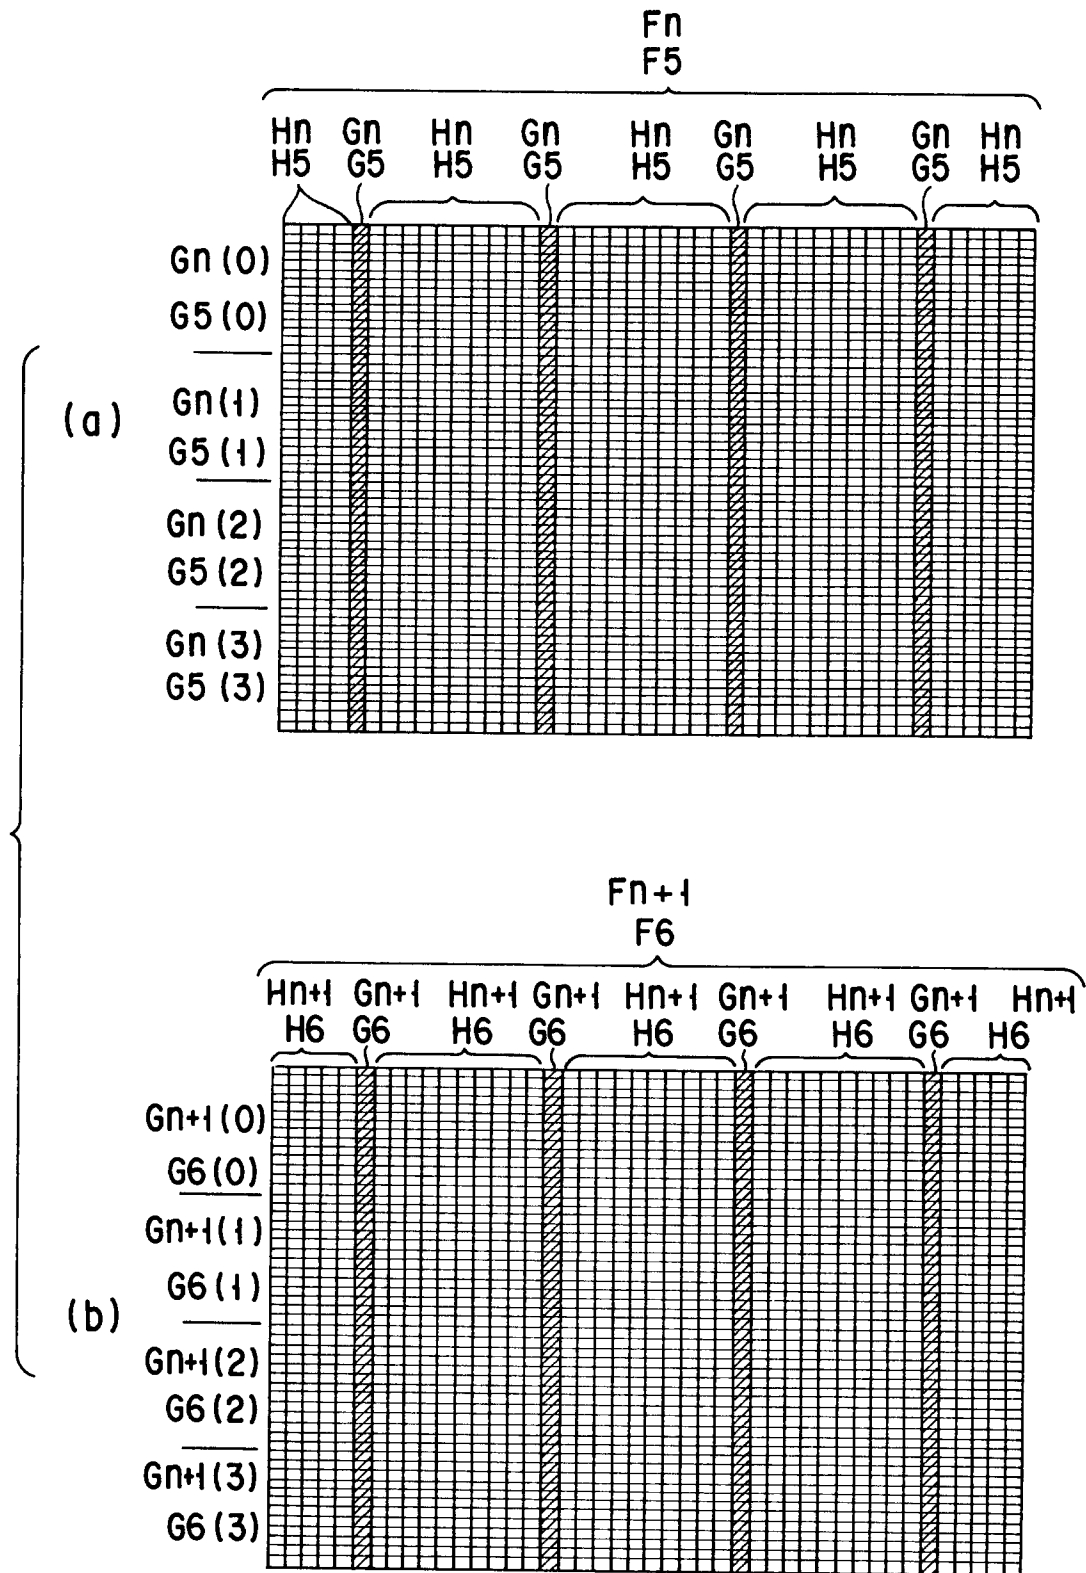 Fn
F5
Hn Gn Hn Gn Hn Gn Hn Gn Hn
H5 G5 H5 G5 H5 G5 H5 G5 H5
Gn(0)
G5(0)
(a)
Gn(1)
G5(1)
Gn(2)
G5(2)
Gn(3)
G5(3)
Fn+1
F6
Hn+1 Gn+1 Hn+1 Gn+1 Hn+1 Gn+1 Hn+1 Gn+1 Hn+1
H6 G6 H6 G6 H6 G6 H6 G6 H6
Gn+1(0)
G6(0)
Gn+1(1)
G6(1)
(b)
Gn+1(2)
G6(2)
Gn+1(3)
G6(3)